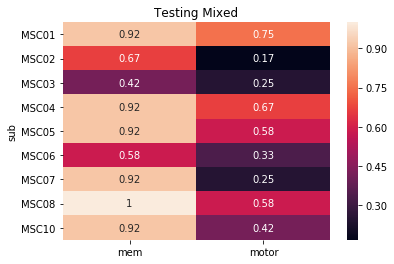 Testing Mixed
sub
MSC01 0.92 0.75
MSC02 0.67 0.17
MSC03 0.42 0.25
MSC04 0.92 0.67
MSC05 0.92 0.58
MSC06 0.58 0.33
MSC07 0.92 0.25
MSC08 1 0.58
MSC10 0.92 0.42
mem motor
0.90
0.75
0.60
0.45
0.30